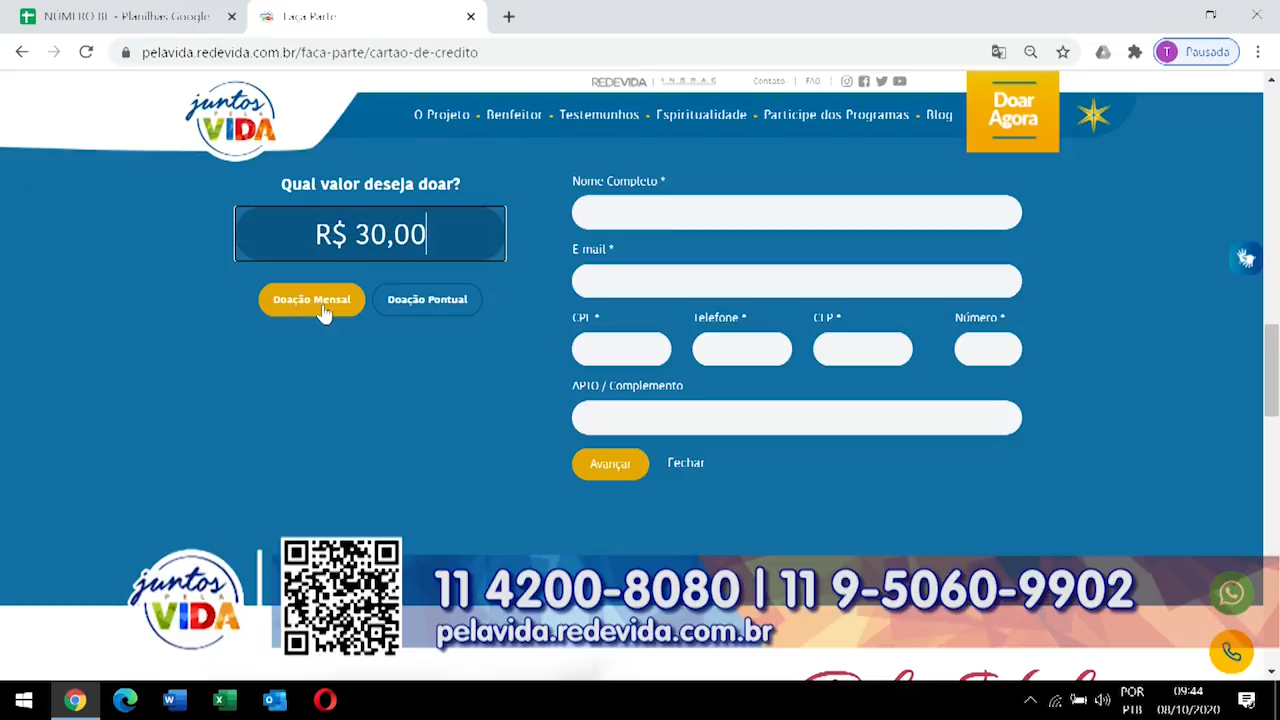 NÚMERO BE - Planilhas Google
Faça Parte
pelavida.redevida.com.br/faca-parte/cartao-de-credito
T Pausada
REDEVIDA
Contato | FAQ
juntos
PELA
VIDA
O Projeto • Benfeitor • Testemunhos • Espiritualidade • Participe dos Programas • Blog
Doar
Agora
Qual valor deseja doar?
R$ 30,00
Doação Mensal
Doação Pontual
Nome Completo *
E-mail *
CPF *
Telefone *
CEP *
Número *
APTO / Complemento
Avançar
Fechar
juntos
PELA
VIDA
11 4200-8080 | 11 9-5060-9902
pelavida.redevida.com.br
POR
PTB
09:44
08/10/2020